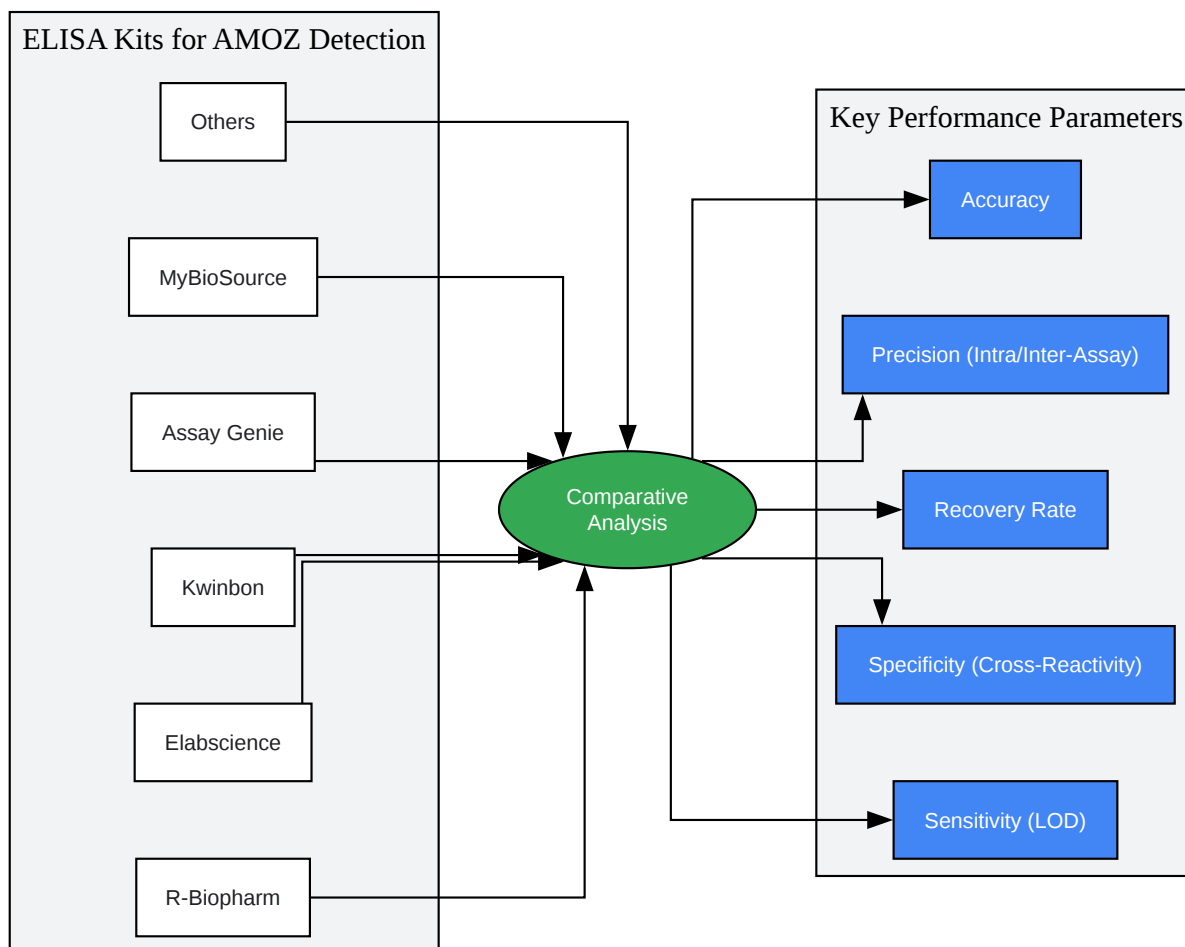 ELISA Kits for AMOZ Detection
Others
MyBioSource
Assay Genie
Kwinbon
Elabscience
R-Biopharm
Comparative
Analysis
Key Performance Parameters
Accuracy
Precision (Intra/Inter-Assay)
Recovery Rate
Specificity (Cross-Reactivity)
Sensitivity (LOD)